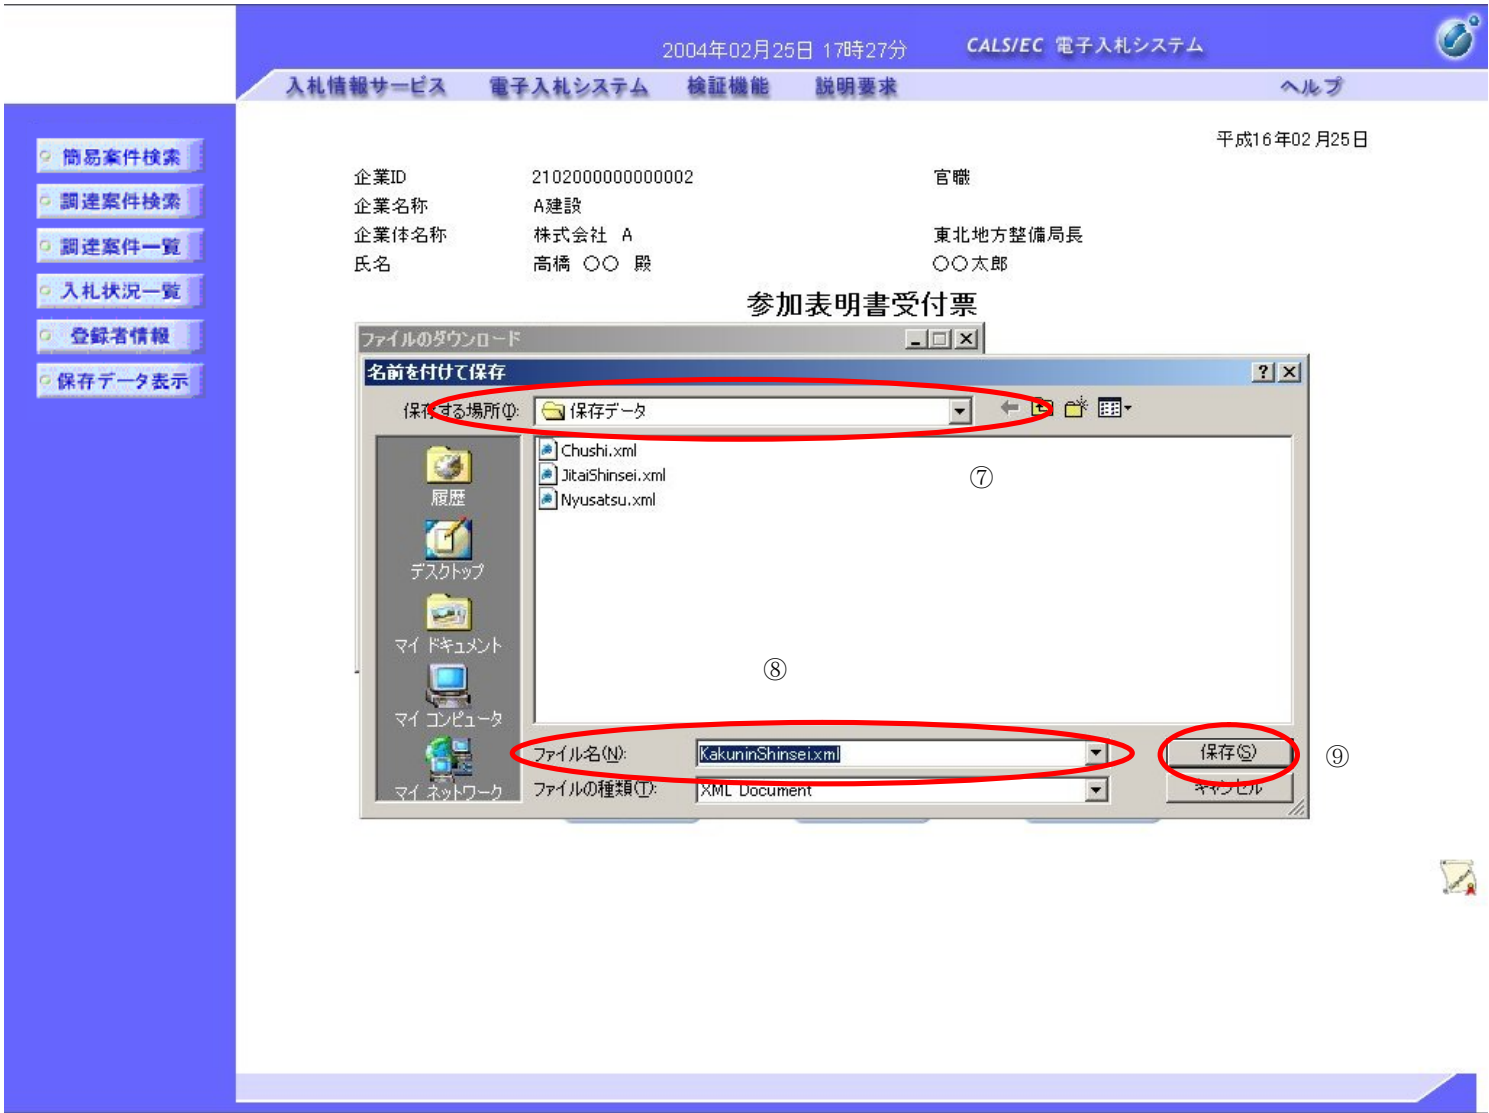 2004年02月25日 17時27分
CALS/EC 電子入札システム
入札情報サービス 電子入札システム 検証機能 説明要求 ヘルプ
簡易案件検索
調達案件検索
調達案件一覧
入札状況一覧
登録者情報
保存データ表示
平成16年02月25日
企業ID 2102000000000002 官職
企業名称 A建設
企業体名称 株式会社 A 東北地方整備局長
氏名 高橋 〇〇 殿 〇〇太郎
参加表明書受付票
ファイルのダウンロード
名前を付けて保存
保存する場所(I): 保存データ
Chushi.xml
JitaiShinsei.xml
Nyusatsu.xml
⑦
履歴
デスクトップ
マイ ドキュメント
マイ コンピュータ
マイ ネットワーク
⑧
ファイル名(N): KakuninShinsei.xml 保存(S)
⑨
ファイルの種類(T): XML Document キャンセル